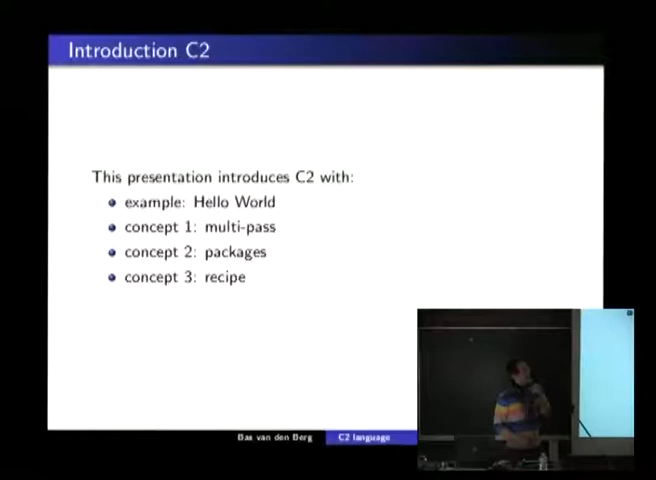 Introduction C2
This presentation introduces C2 with:
example: Hello World
concept 1: multi-pass
concept 2: packages
concept 3: recipe
Bas van den Berg
C2 language